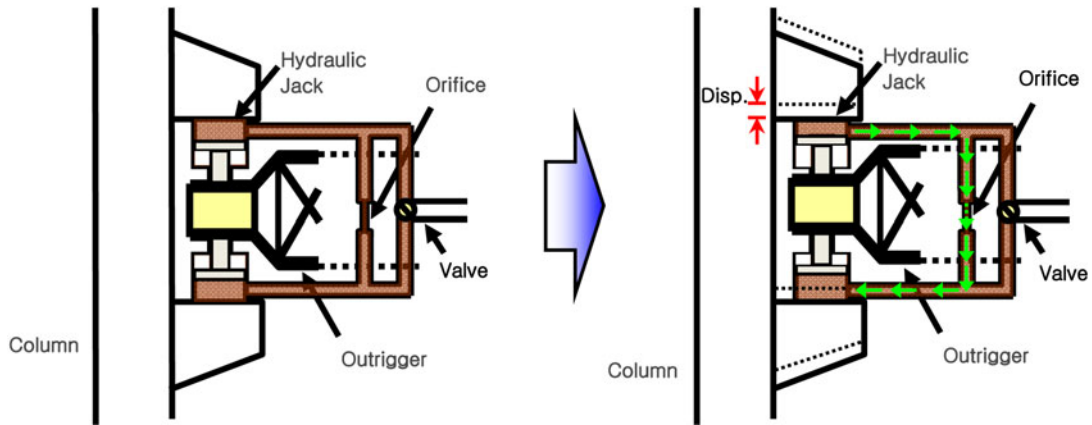 Hydraulic
Jack
Orifice
Valve
Outrigger
Column
Disp.
Hydraulic
Jack
Orifice
Valve
Outrigger
Column